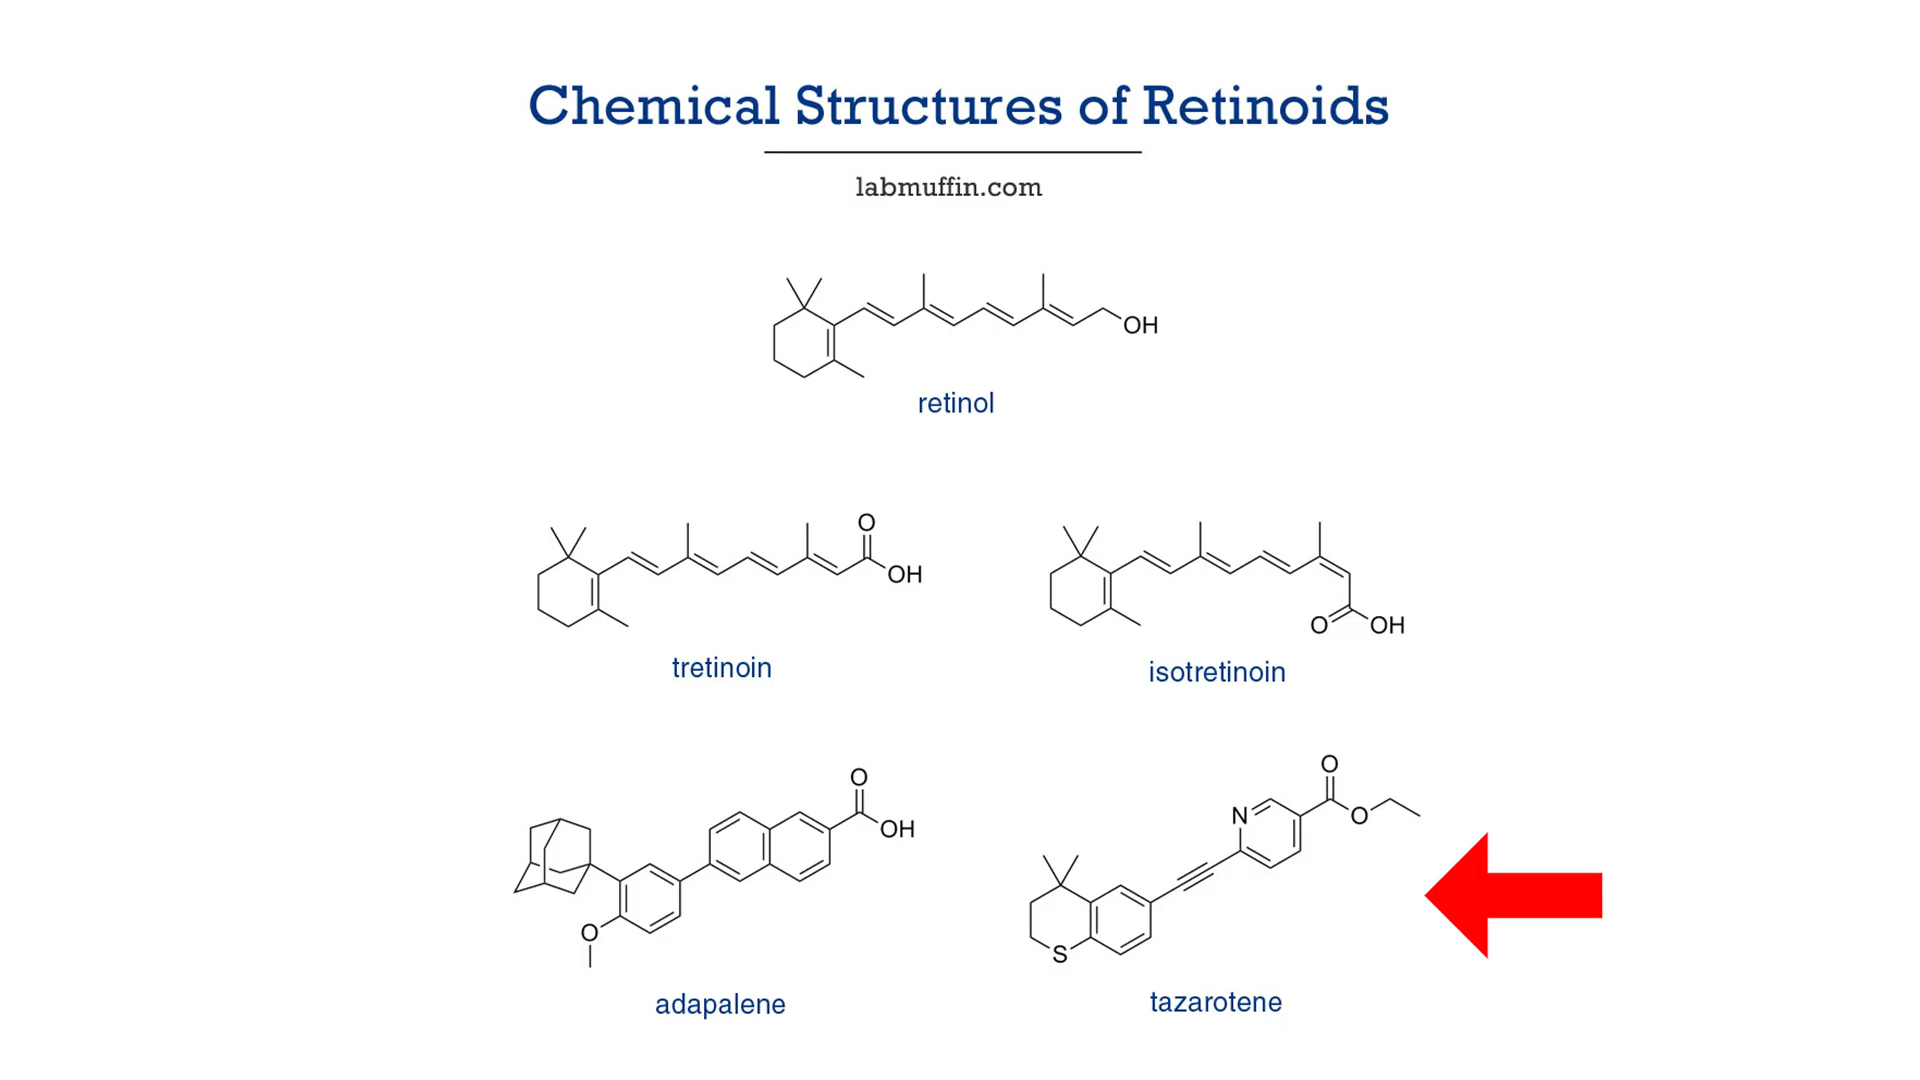 Chemical Structures of Retinoids
labmuffin.com
OH
retinol
O
OH
tretinoin
O
OH
isotretinoin
O
OH
O
adapalene
O
O
N
S
tazarotene